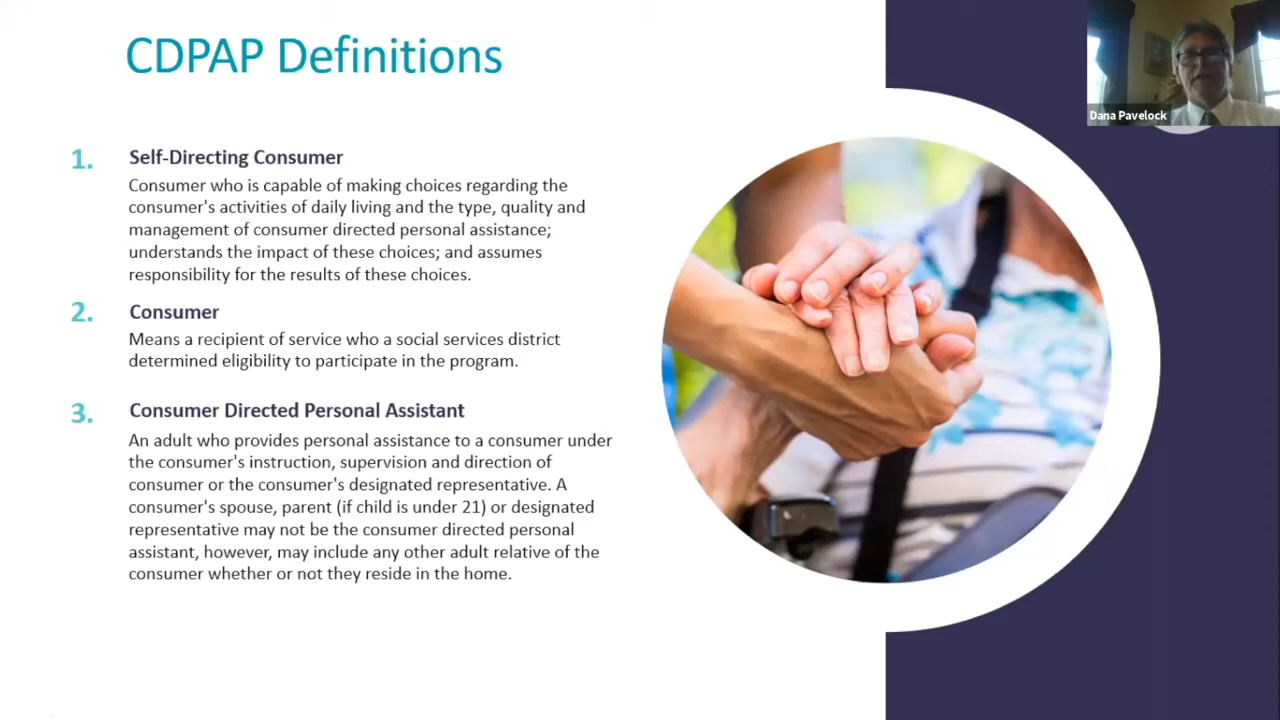 CDPAP Definitions
Dana Pavelock
1. Self-Directing Consumer
Consumer who is capable of making choices regarding the
consumer's activities of daily living and the type, quality and
management of consumer directed personal assistance;
understands the impact of these choices; and assumes
responsibility for the results of these choices.
2. Consumer
Means a recipient of service who a social services district
determined eligibility to participate in the program.
3. Consumer Directed Personal Assistant
An adult who provides personal assistance to a consumer under
the consumer's instruction, supervision and direction of
consumer or the consumer's designated representative. A
consumer's spouse, parent (if child is under 21) or designated
representative may not be the consumer directed personal
assistant, however, may include any other adult relative of the
consumer whether or not they reside in the home.